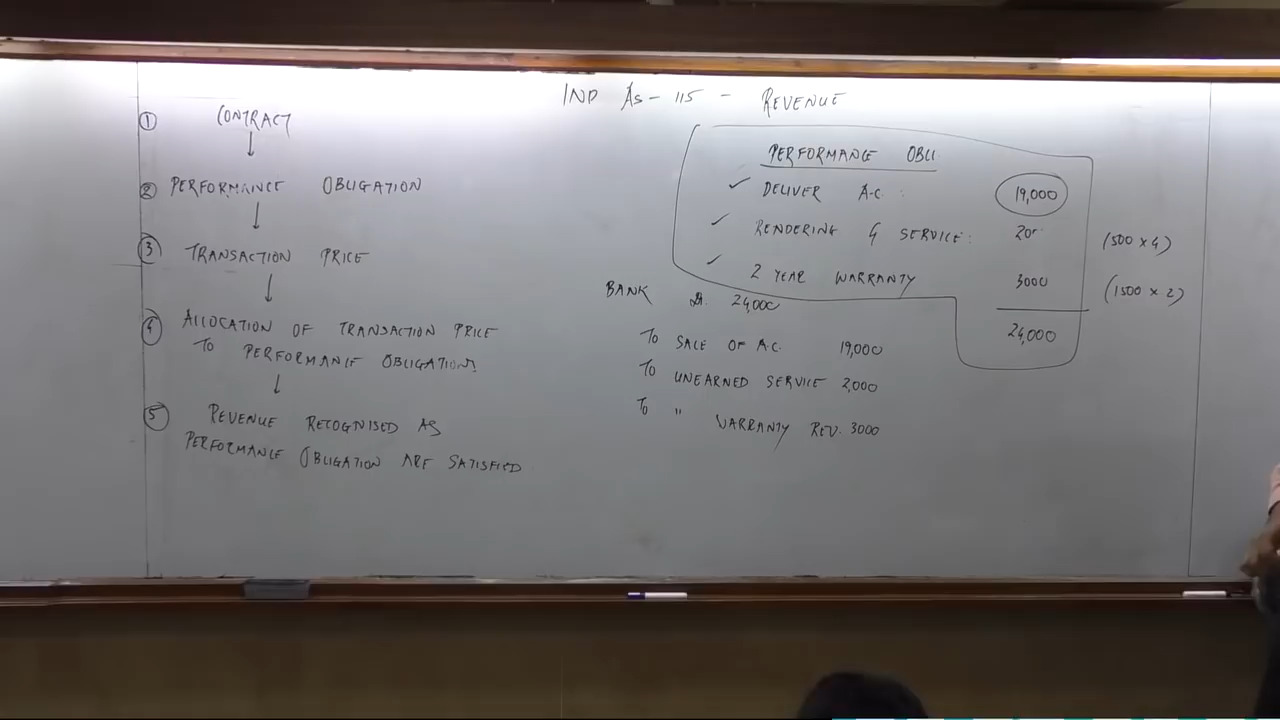 IND AS - 115 - REVENUE
① CONTRACT
↓
② PERFORMANCE OBLIGATION
↓
③ TRANSACTION PRICE
↓
④ ALLOCATION OF TRANSACTION PRICE
TO PERFORMANCE OBLIGATION
↓
⑤ REVENUE RECOGNISED AS
PERFORMANCE OBLIGATION ARE SATISFIED
PERFORMANCE OBLI.
✓ DELIVER A.C. : 19,000
✓ RENDERING 4 SERVICE : (500 x 4)
✓ 2 YEAR WARRANTY 3000 (1500 x 2)
24,000
BANK Dr. 24,000
To SALE OF A.C. 19,000
To UNEARNED SERVICE 2,000
To " WARRANTY REV. 3000